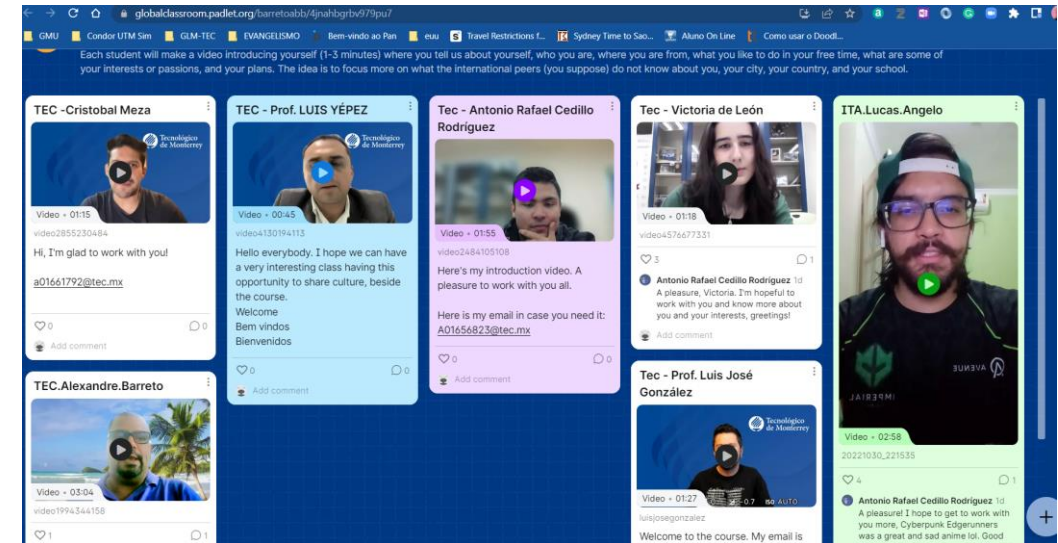 globalclassroom.padlet.org/barretoabb/4jnahbgrbv979pu7
GMU
Condor UTM Sim
GLM-TEC
EVANGELISMO
Bem-vindo ao Pan
euu
Travel Restrictions f...
Sydney Time to Sao...
Aluno On Line
Como usar o Doodl...
Each student will make a video introducing yourself (1-3 minutes) where you tell us about yourself, who you are, where you are from, what you like to do in your free time, what are some of
your interests or passions, and your plans. The idea is to focus more on what the international peers (you suppose) do not know about you, your city, your country, and your school.
TEC -Cristobal Meza
Tecnológico
de Monterrey
Video • 01:15
video2855230484
Hi, I'm glad to work with you!
a01661792@tec.mx
0
0
Add comment
TEC.Alexandre.Barreto
Video • 03:04
video1994344158
1
1
TEC - Prof. LUIS YÉPEZ
Tecnológico
de Monterrey
Video • 00:45
video4130194113
Hello everybody. I hope we can have
a very interesting class having this
opportunity to share culture, beside
the course.
Welcome
Bem vindos
Bienvenidos
0
0
Add comment
Tec - Antonio Rafael Cedillo
Rodríguez
Video • 01:55
video2484105108
Here's my introduction video. A
pleasure to work with you all.
Here is my email in case you need it:
A01656823@tec.mx
0
0
Add comment
Tec - Victoria de León
Video • 01:18
video4576677331
3
1
Antonio Rafael Cedillo Rodríguez 1d
A pleasure, Victoria. I'm hopeful to
work with you and know more about
you and your interests, greetings!
Add comment
Tec - Prof. Luis José
González
Tecnológico
de Monterrey
Video • 01:27
-0.7 ISO AUTO
luisjosegonzalez
Welcome to the course. My email is
ITA.Lucas.Angelo
AVENUE
IMPERIAL
Video • 02:58
20221030_221535
4
1
Antonio Rafael Cedillo Rodríguez 1d
A pleasure! I hope to get to work with
you more, Cyberpunk Edgerunners
was a great and sad anime lol. Good